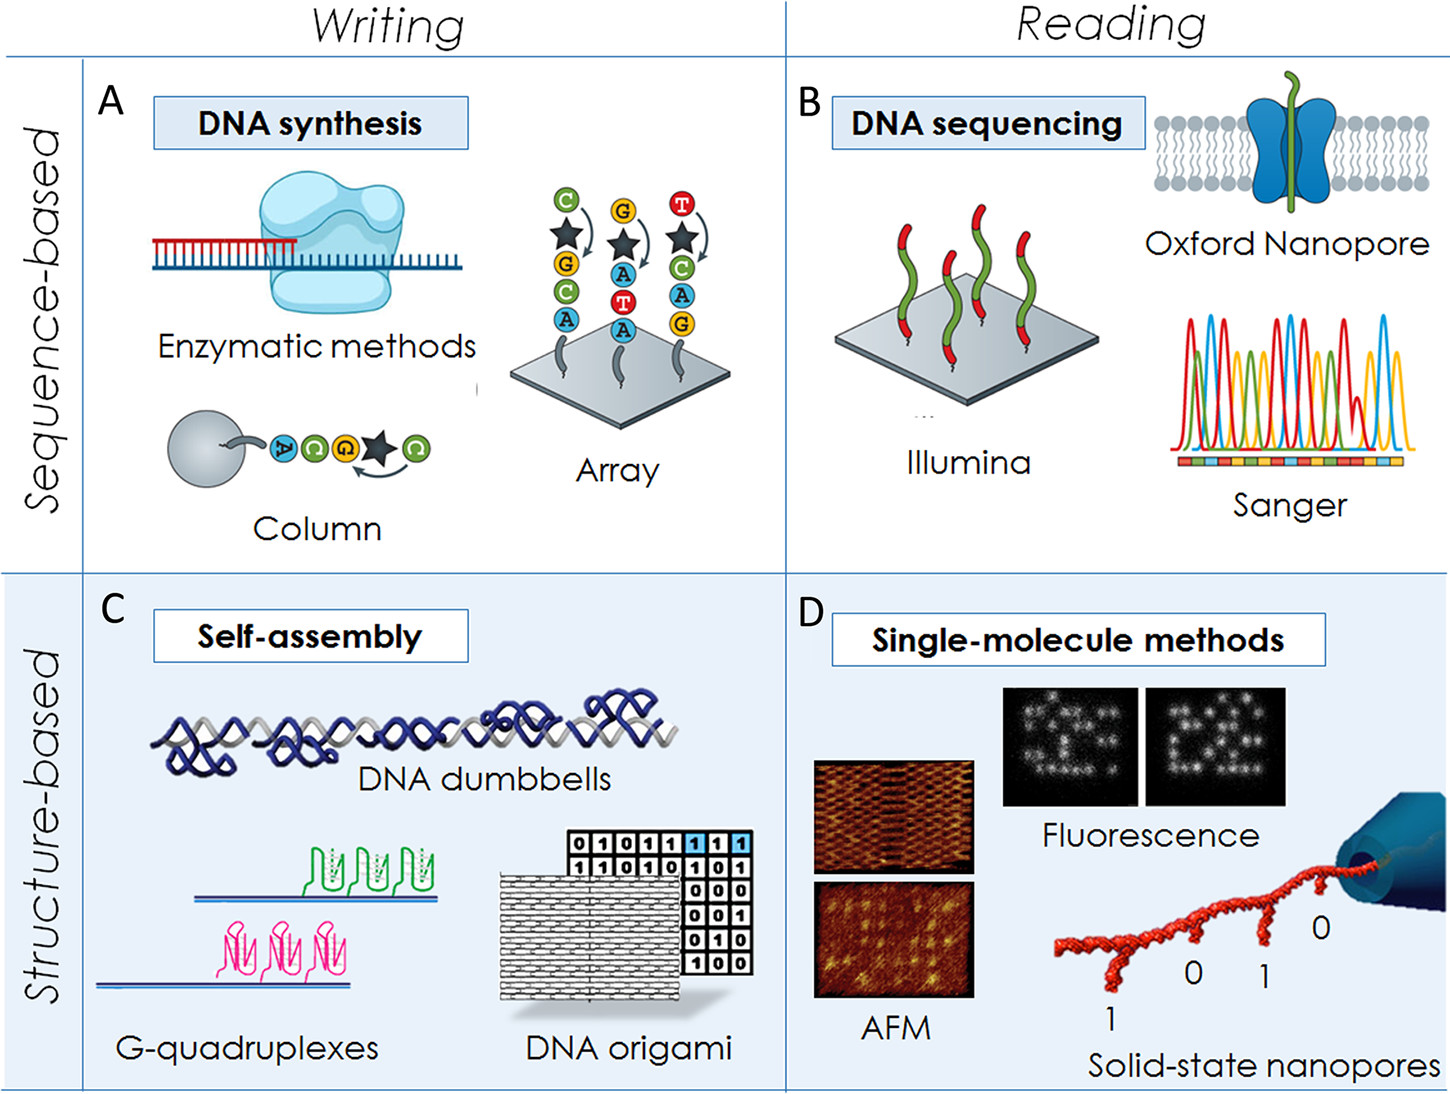 Writing
Reading
Sequence-based
A
DNA synthesis
Enzymatic methods
C
G
C
A
G
A
T
A
T
C
A
G
Array
A
C
G
C
Column
B
DNA sequencing
Oxford Nanopore
Illumina
Sanger
Structure-based
C
Self-assembly
DNA dumbbells
G-quadruplexes
0 1 0 1 1 1 1 1
1 1 0 1 0 1 0 1
0 0 0
0 0 1
0 1 0
1 0 0
DNA origami
D
Single-molecule methods
Fluorescence
AFM
1
0
1
0
Solid-state nanopores